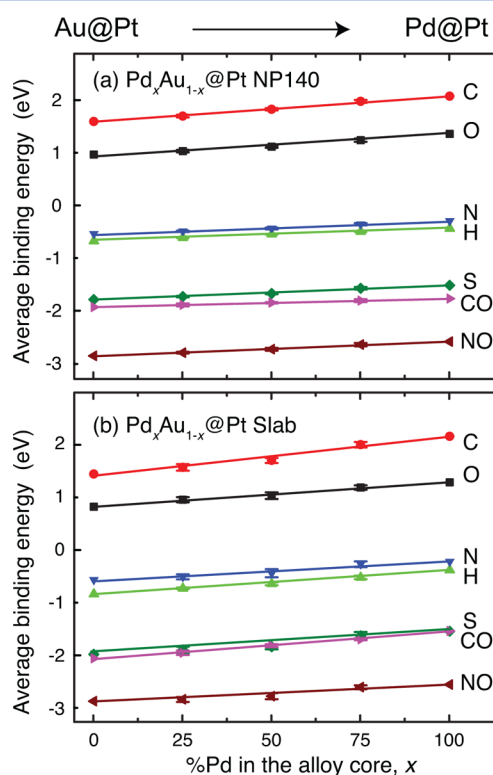 Au@Pt Pd@Pt
(a) PdxAu1-x@Pt NP140
Average binding energy (eV)
2
1
0
-1
-2
-3
C
O
N
H
S
CO
NO
(b) PdxAu1-x@Pt Slab
Average binding energy (eV)
2
1
0
-1
-2
-3
C
O
N
H
S
CO
NO
0 25 50 75 100
%Pd in the alloy core, x